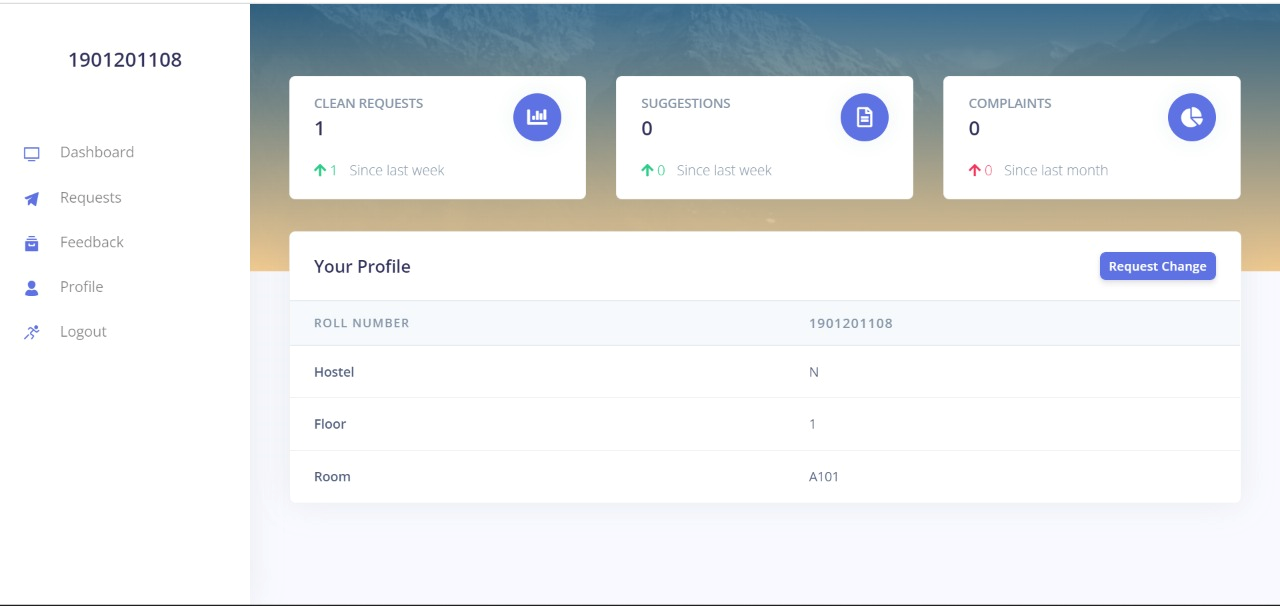 1901201108
Dashboard
Requests
Feedback
Profile
Logout
CLEAN REQUESTS
1
1 Since last week
SUGGESTIONS
0
0 Since last week
COMPLAINTS
0
0 Since last month
Your Profile
Request Change
ROLL NUMBER 1901201108
Hostel N
Floor 1
Room A101